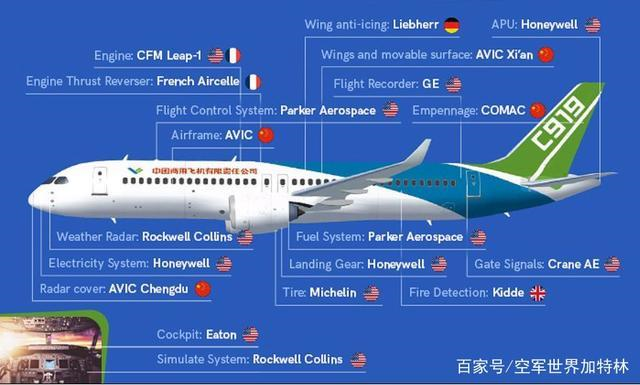 Wing anti-icing: Liebherr
APU: Honeywell
Engine: CFM Leap-1
Wings and movable surface: AVIC Xi'an
Engine Thrust Reverser: French Aircelle
Flight Recorder: GE
Flight Control System: Parker Aerospace
Empennage: COMAC
Airframe: AVIC
C919
中国商用飞机有限责任公司
Weather Radar: Rockwell Collins
Fuel System: Parker Aerospace
Electricity System: Honeywell
Landing Gear: Honeywell
Gate Signals: Crane AE
Radar cover: AVIC Chengdu
Tire: Michelin
Fire Detection: Kidde
Cockpit: Eaton
Simulate System: Rockwell Collins
百家号/空军世界加特林